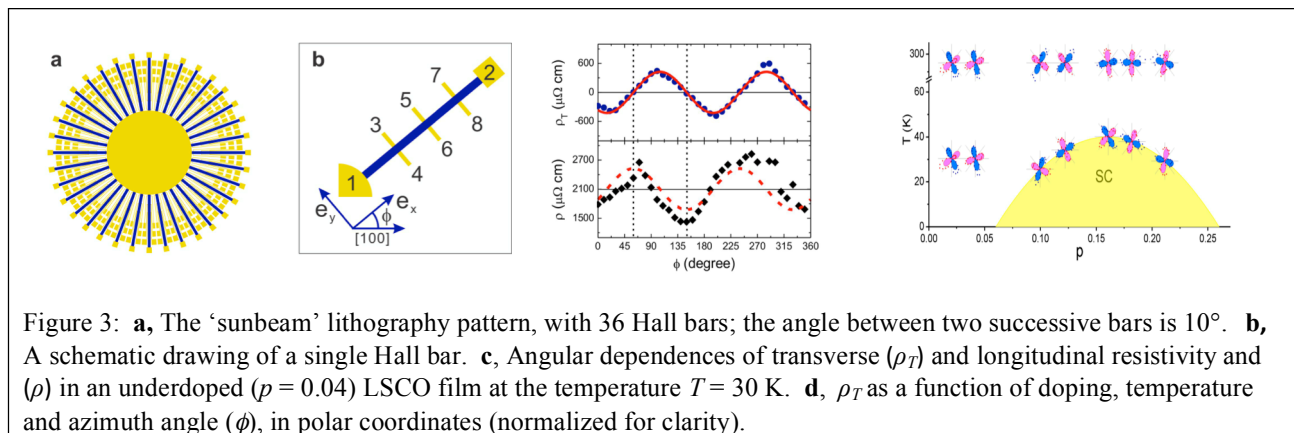 a
b
1
2
3
4
5
6
7
8
e_y
e_x
ϕ
[100]
ρ_T (μΩ cm)
600
0
-600
ρ (μΩ cm)
2700
2100
1500
0 45 90 135 180 225 270 315 360
ϕ (degree)
T (K)
300
60
40
20
0
SC
0.00 0.05 0.10 0.15 0.20 0.25
p
Figure 3: a, The ‘sunbeam’ lithography pattern, with 36 Hall bars; the angle between two successive bars is 10°. b,
A schematic drawing of a single Hall bar. c, Angular dependences of transverse (ρ_T) and longitudinal resistivity and
(ρ) in an underdoped (p = 0.04) LSCO film at the temperature T = 30 K. d, ρ_T as a function of doping, temperature
and azimuth angle (ϕ), in polar coordinates (normalized for clarity).